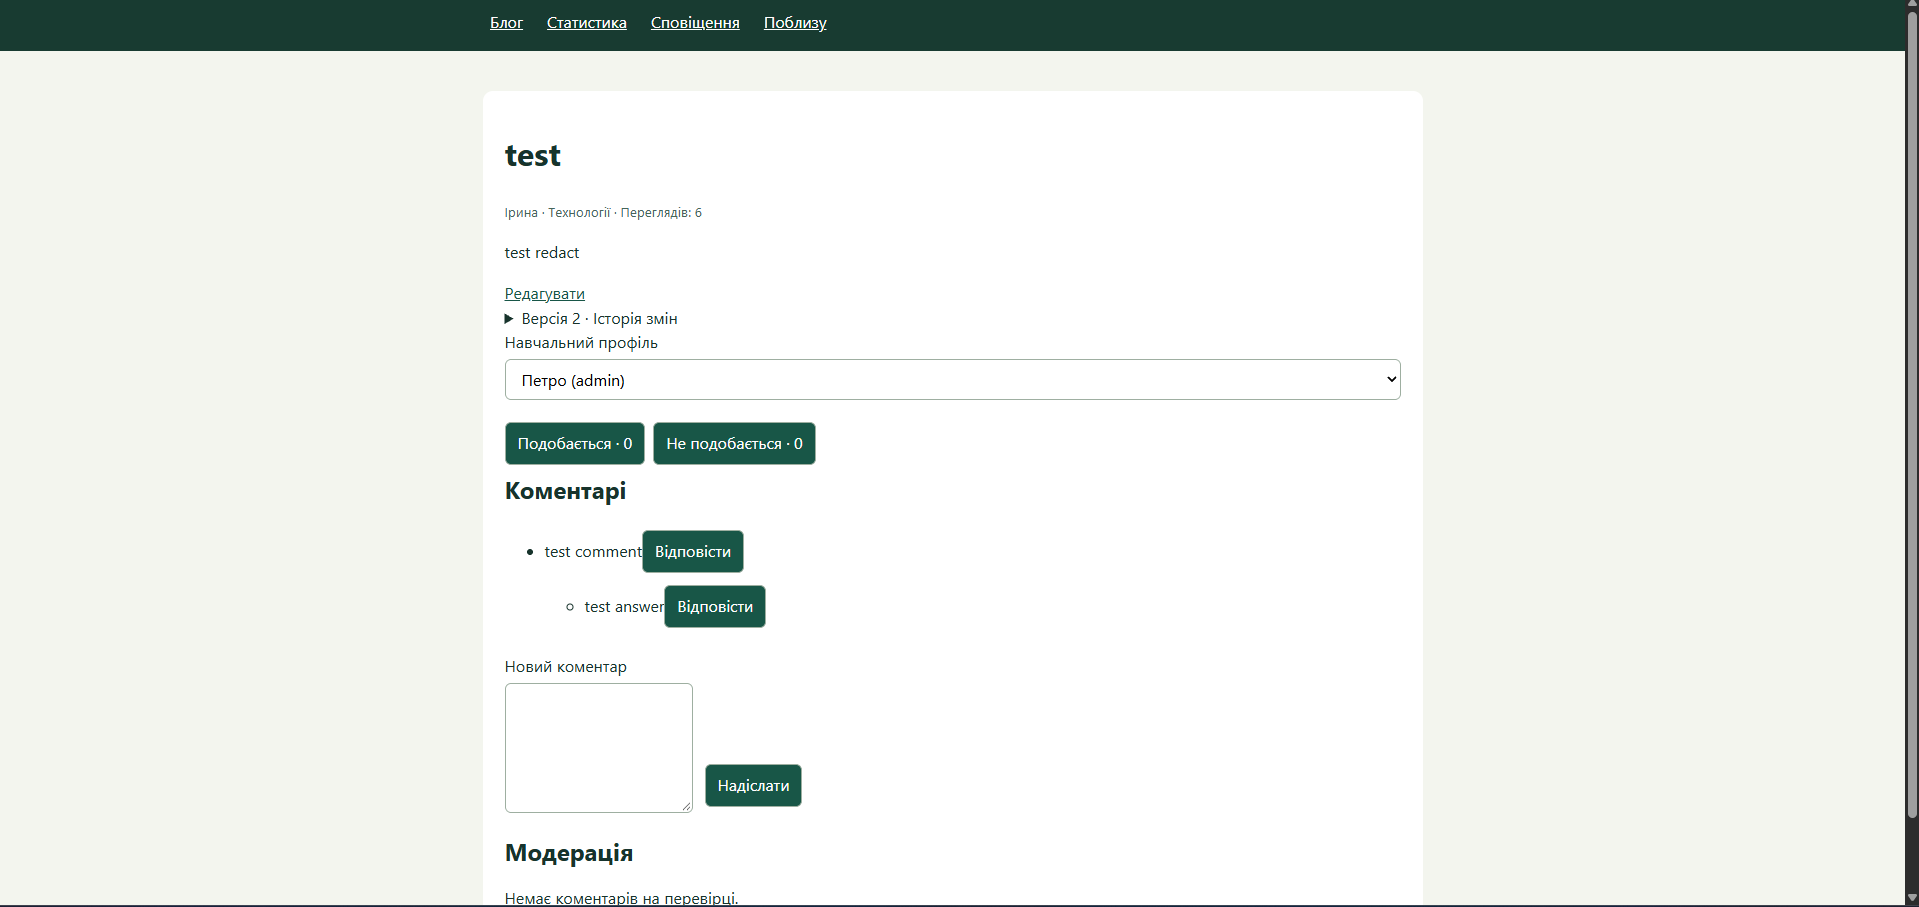 Блог Статистика Сповіщення Поблизу
test
Ірина · Технології · Переглядів: 6
test redact
Редагувати
Версія 2 · Історія змін
Навчальний профіль
Петро (admin)
Подобається · 0 Не подобається · 0
Коментарі
test comment Відповісти
test answer Відповісти
Новий коментар
Надіслати
Модерація
Немає коментарів на перевірці.